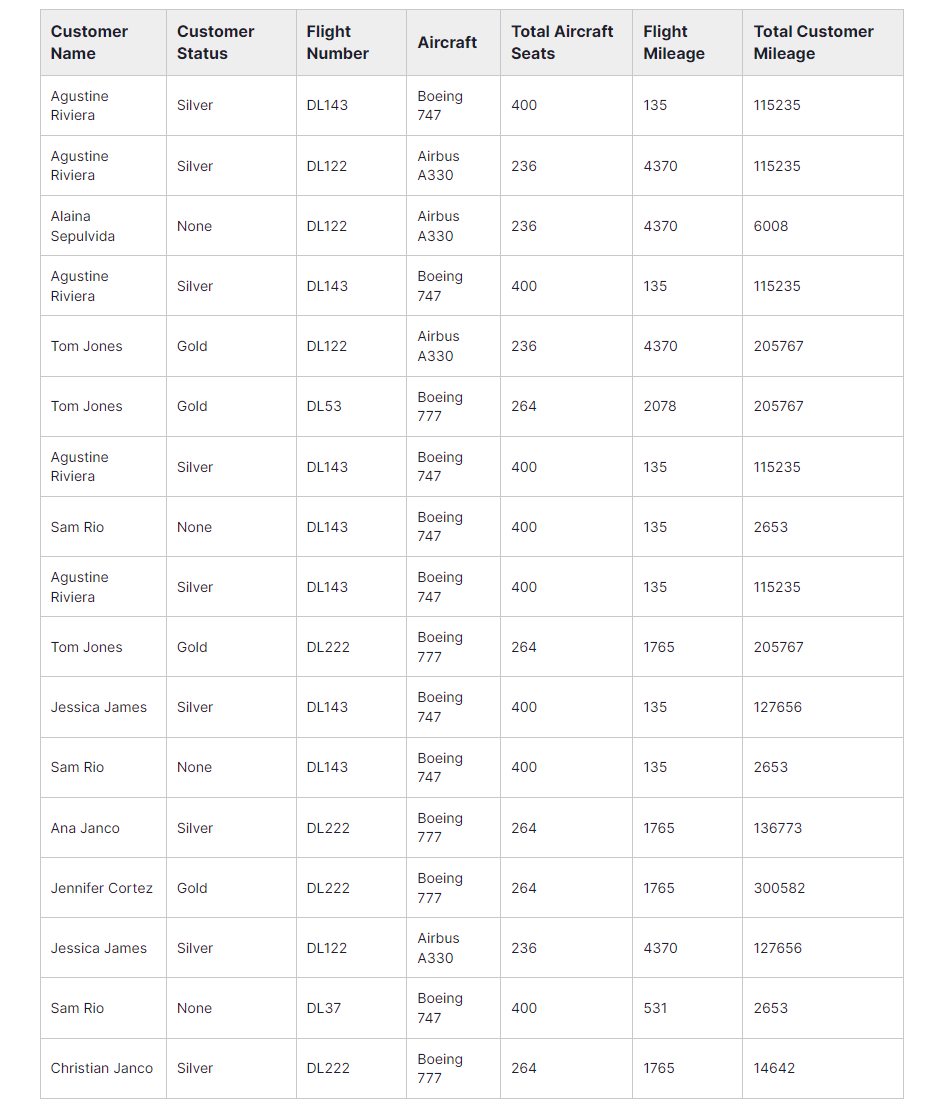 Customer Name | Customer Status | Flight Number | Aircraft | Total Aircraft Seats | Flight Mileage | Total Customer Mileage
Agustine Riviera | Silver | DL143 | Boeing 747 | 400 | 135 | 115235
Agustine Riviera | Silver | DL122 | Airbus A330 | 236 | 4370 | 115235
Alaina Sepulvida | None | DL122 | Airbus A330 | 236 | 4370 | 6008
Agustine Riviera | Silver | DL143 | Boeing 747 | 400 | 135 | 115235
Tom Jones | Gold | DL122 | Airbus A330 | 236 | 4370 | 205767
Tom Jones | Gold | DL53 | Boeing 777 | 264 | 2078 | 205767
Agustine Riviera | Silver | DL143 | Boeing 747 | 400 | 135 | 115235
Sam Rio | None | DL143 | Boeing 747 | 400 | 135 | 2653
Agustine Riviera | Silver | DL143 | Boeing 747 | 400 | 135 | 115235
Tom Jones | Gold | DL222 | Boeing 777 | 264 | 1765 | 205767
Jessica James | Silver | DL143 | Boeing 747 | 400 | 135 | 127656
Sam Rio | None | DL143 | Boeing 747 | 400 | 135 | 2653
Ana Janco | Silver | DL222 | Boeing 777 | 264 | 1765 | 136773
Jennifer Cortez | Gold | DL222 | Boeing 777 | 264 | 1765 | 300582
Jessica James | Silver | DL122 | Airbus A330 | 236 | 4370 | 127656
Sam Rio | None | DL37 | Boeing 747 | 400 | 531 | 2653
Christian Janco | Silver | DL222 | Boeing 777 | 264 | 1765 | 14642